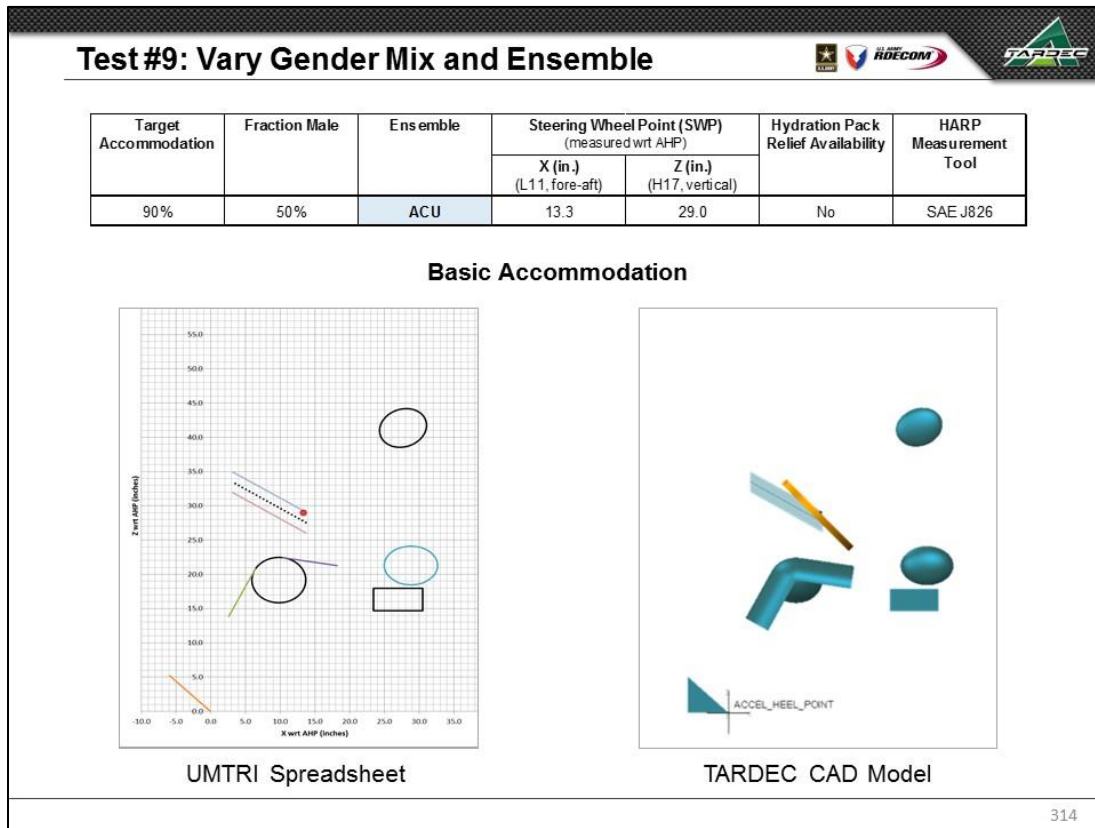 Test #9: Vary Gender Mix and Ensemble
U.S.ARMY
U.S. ARMY
RDECOM
TARDEC
Target Accommodation
Fraction Male
Ensemble
Steering Wheel Point (SWP)
(measured wrt AHP)
Hydration Pack Relief Availability
HARP Measurement Tool
X (in.)
(L11, fore-aft)
Z (in.)
(H17, vertical)
90% 50% ACU 13.3 29.0 No SAE J826
Basic Accommodation
55.0
50.0
45.0
40.0
35.0
30.0
25.0
20.0
15.0
10.0
5.0
0.0
Z wrt AHP (inches)
-10.0 -5.0 0.0 5.0 10.0 15.0 20.0 25.0 30.0 35.0
X wrt AHP (inches)
ACCEL_HEEL_POINT
UMTRI Spreadsheet
TARDEC CAD Model
314